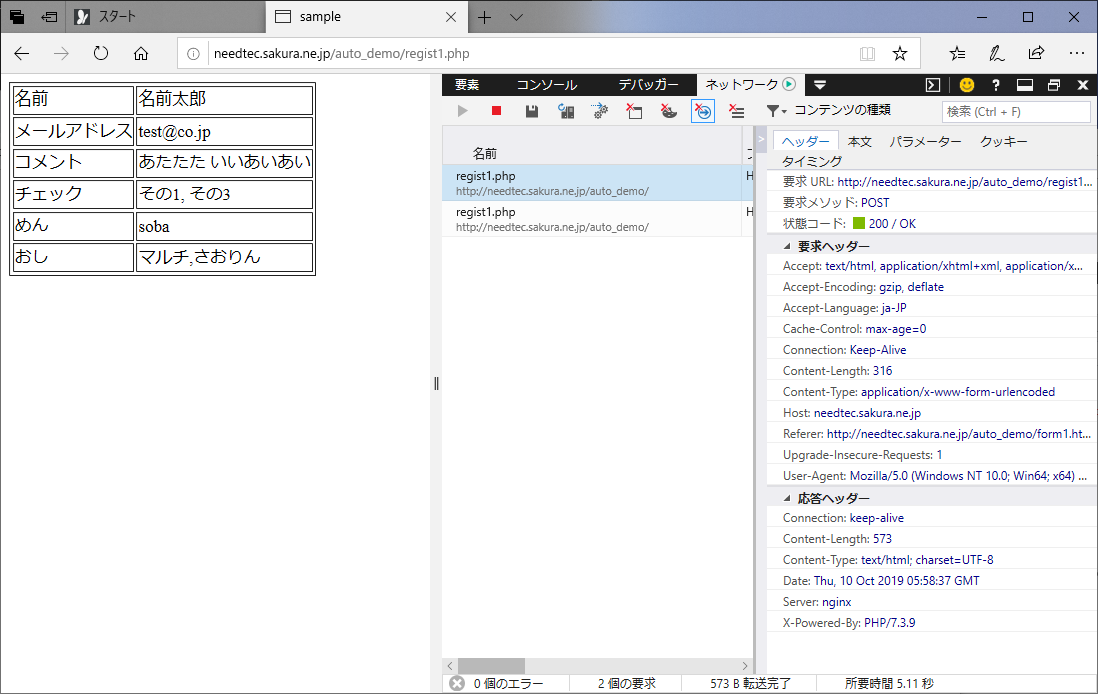 スタート
sample
needtec.sakura.ne.jp/auto_demo/regist1.php
名前 名前太郎
メールアドレス test@co.jp
コメント あたたた いいあいあい
チェック その1, その3
めん soba
おし マルチ,さおりん
要素 コンソール デバッガー ネットワーク
コンテンツの種類 検索 (Ctrl + F)
名前
regist1.php
http://needtec.sakura.ne.jp/auto_demo/
regist1.php
http://needtec.sakura.ne.jp/auto_demo/
ヘッダー 本文 パラメーター クッキー
タイミング
要求 URL: http://needtec.sakura.ne.jp/auto_demo/regist1...
要求メソッド: POST
状態コード: 200 / OK
要求ヘッダー
Accept: text/html, application/xhtml+xml, application/x...
Accept-Encoding: gzip, deflate
Accept-Language: ja-JP
Cache-Control: max-age=0
Connection: Keep-Alive
Content-Length: 316
Content-Type: application/x-www-form-urlencoded
Host: needtec.sakura.ne.jp
Referer: http://needtec.sakura.ne.jp/auto_demo/form1.ht...
Upgrade-Insecure-Requests: 1
User-Agent: Mozilla/5.0 (Windows NT 10.0; Win64; x64) ...
応答ヘッダー
Connection: keep-alive
Content-Length: 573
Content-Type: text/html; charset=UTF-8
Date: Thu, 10 Oct 2019 05:58:37 GMT
Server: nginx
X-Powered-By: PHP/7.3.9
0 個のエラー 2 個の要求 573 B 転送完了 所要時間 5.11 秒